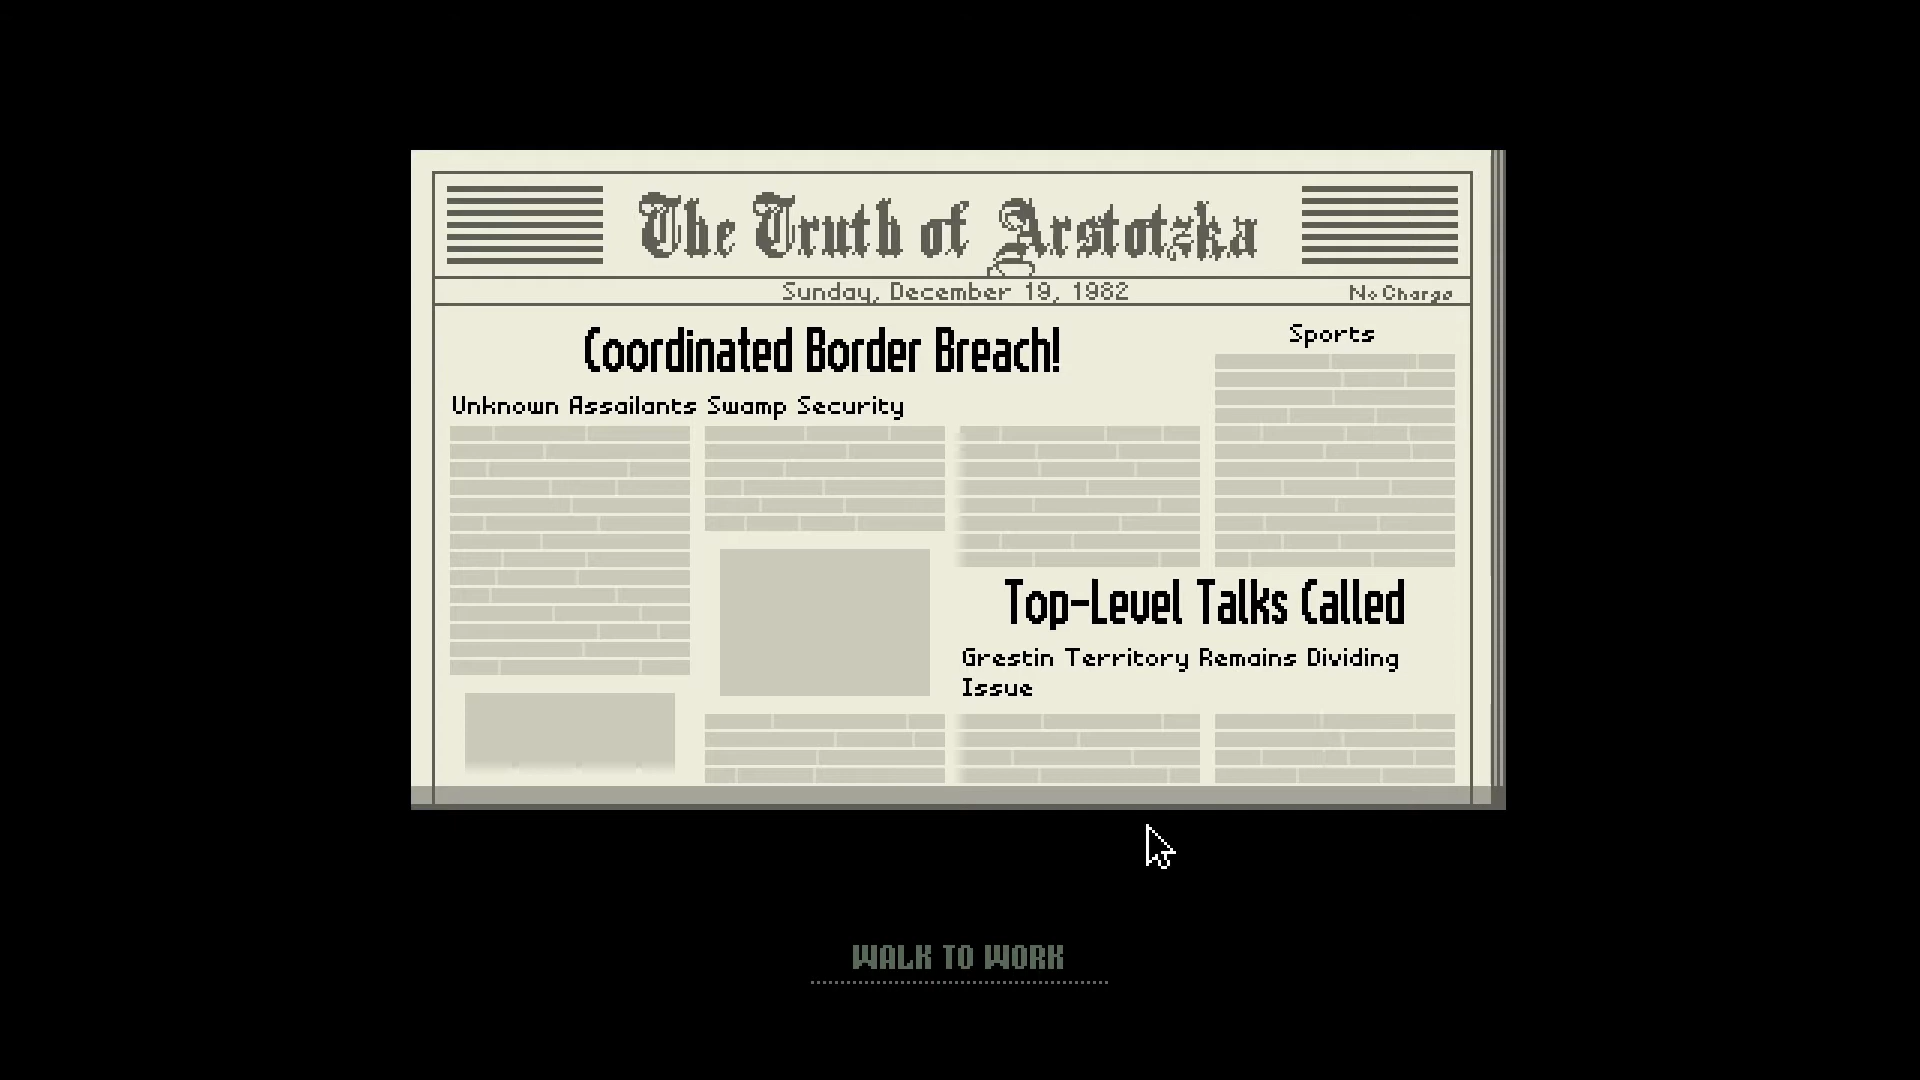 The Truth of Arstotzka
Sunday, December 19, 1982
No Charge
Coordinated Border Breach!
Unknown Assailants Swamp Security
Sports
Top-Level Talks Called
Grestin Territory Remains Dividing
Issue
WALK TO WORK